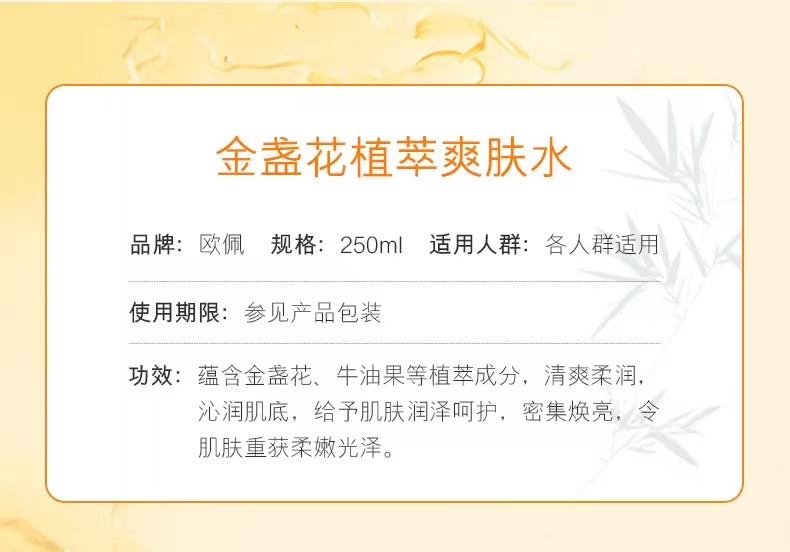 金盏花植萃爽肤水
品牌：欧佩 规格：250ml 适用人群：各人群适用
使用期限：参见产品包装
功效：蕴含金盏花、牛油果等植萃成分，清爽柔润，
沁润肌底，给予肌肤润泽呵护，密集焕亮，令
肌肤重获柔嫩光泽。